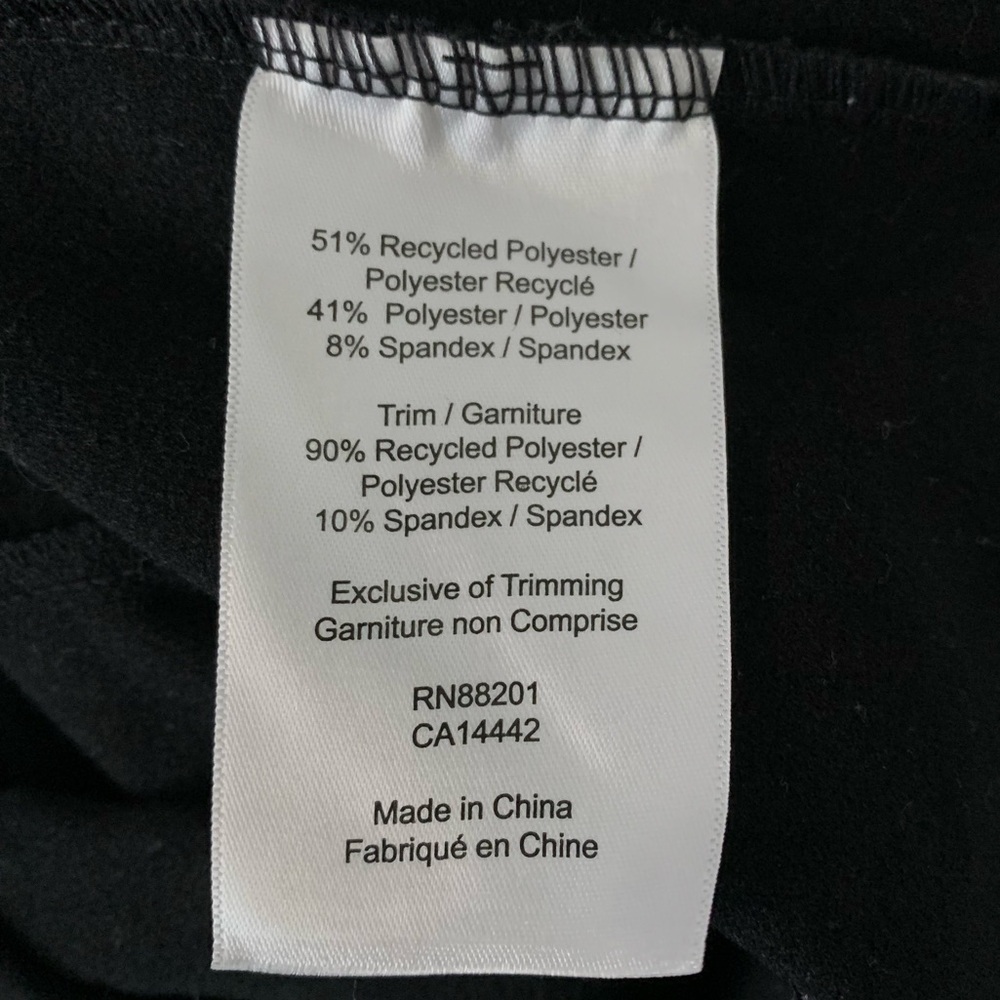 51% Recycled Polyester /
Polyester Recyclé
41% Polyester / Polyester
8% Spandex / Spandex
Trim / Garniture
90% Recycled Polyester /
Polyester Recyclé
10% Spandex / Spandex
Exclusive of Trimming
Garniture non Comprise
RN88201
CA14442
Made in China
Fabriqué en Chine